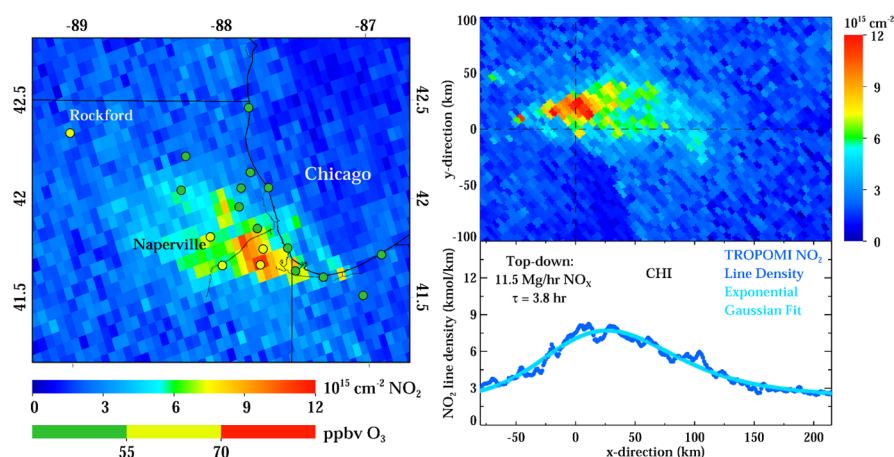 -89 -88 -87
42.5 42 41.5
Rockford
Chicago
Naperville
42.5 42 41.5
10¹⁵ cm⁻² NO₂
0 3 6 9 12
ppbv O₃
55 70
100
50
0
-50
-100
y-direction (km)
10¹⁵ cm⁻²
12
9
6
3
0
Top-down:
11.5 Mg/hr NOₓ
τ = 3.8 hr
CHI
TROPOMI NO₂
Line Density
Exponential
Gaussian Fit
12
9
6
3
0
NO₂ line density (kmol/km)
-50 0 50 100 150 200
x-direction (km)